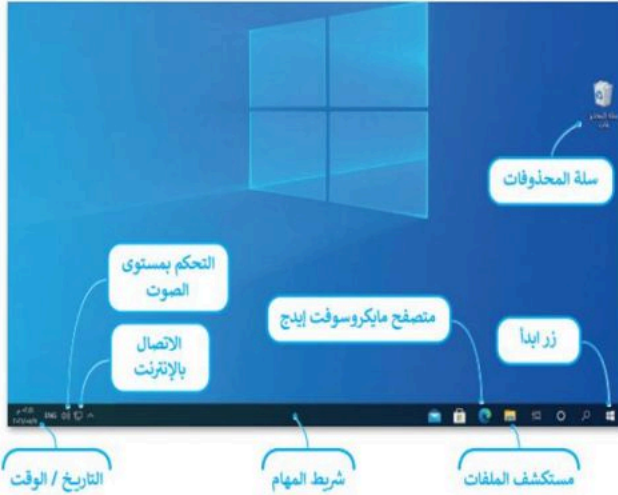 سلة المحذوفات
التحكم بمستوى
الصوت
متصفح مايكروسوفت إيدج
زر ابدأ
الاتصال
بالإنترنت
ENG
مستكشف الملفات
شريط المهام
التاريخ / الوقت